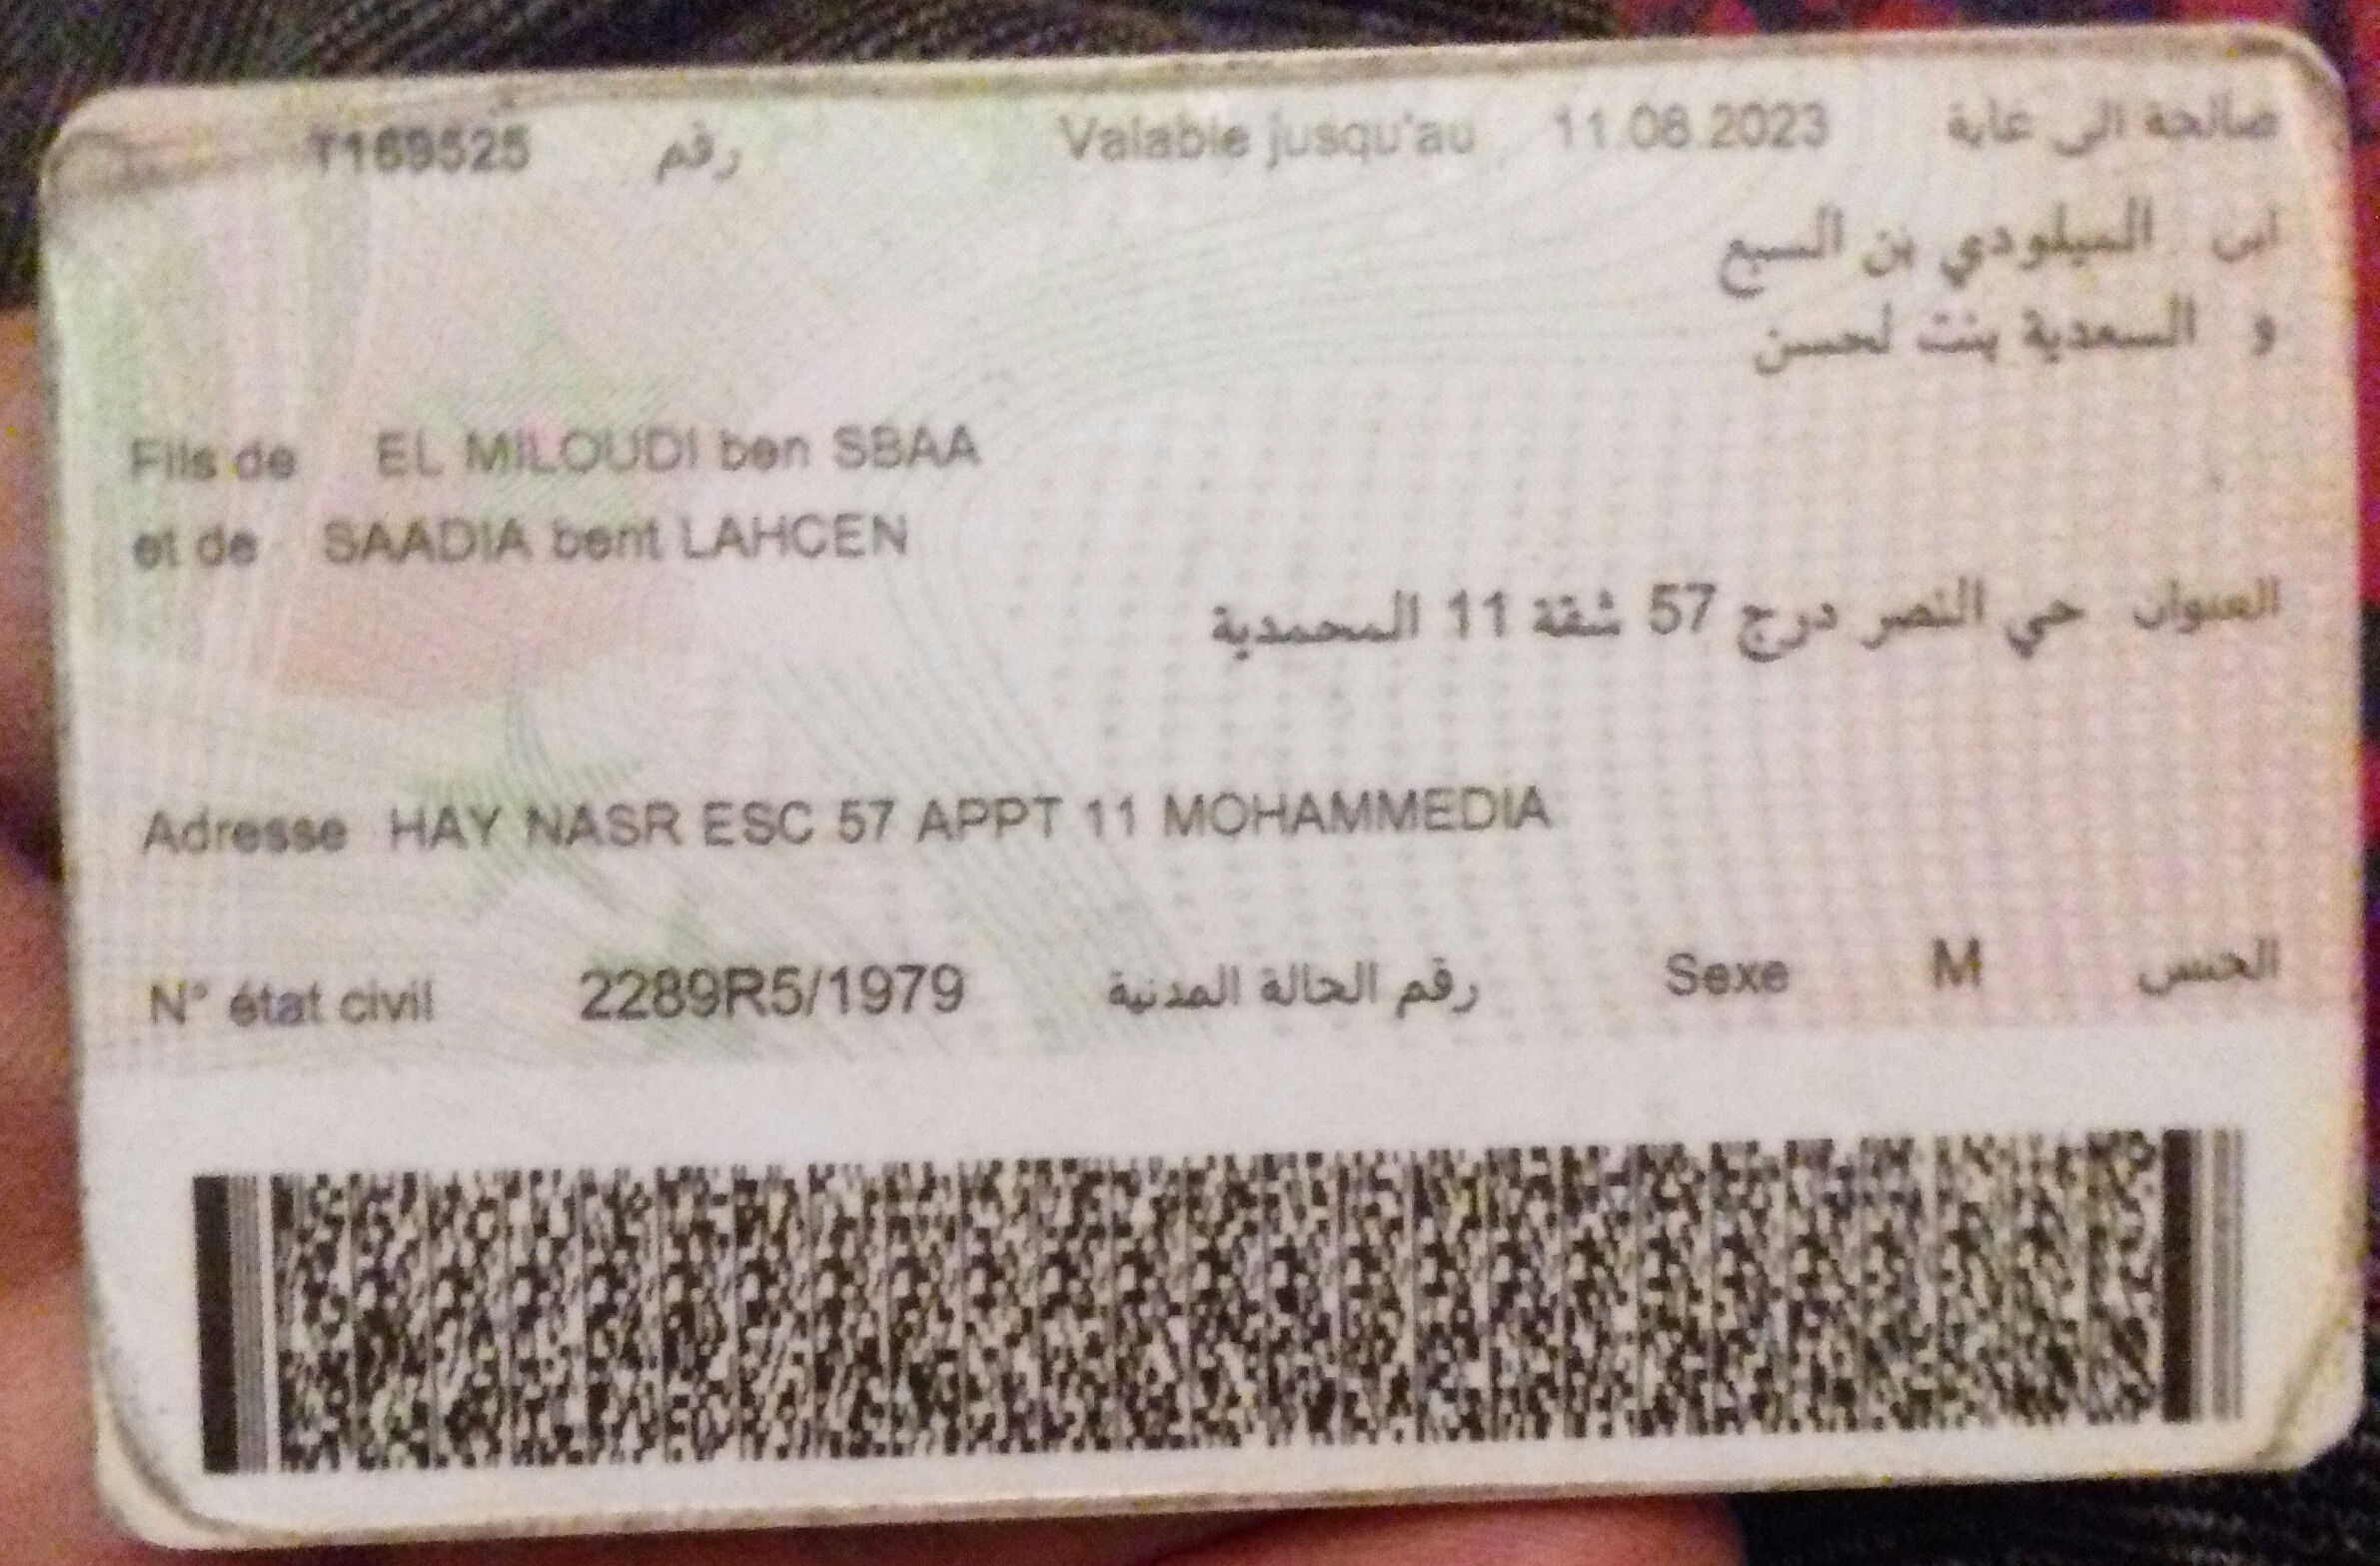 T169525 رقم Valable jusqu'au 11.08.2023 صالحة الى غاية
ابن الميلودي بن السبع
و السعدية بنت لحسن
Fils de EL MILOUDI ben SBAA
et de SAADIA bent LAHCEN
العنوان حي النصر درج 57 شقة 11 المحمدية
Adresse HAY NASR ESC 57 APPT 11 MOHAMMEDIA
N° état civil 2289R5/1979 رقم الحالة المدنية Sexe M الجنس